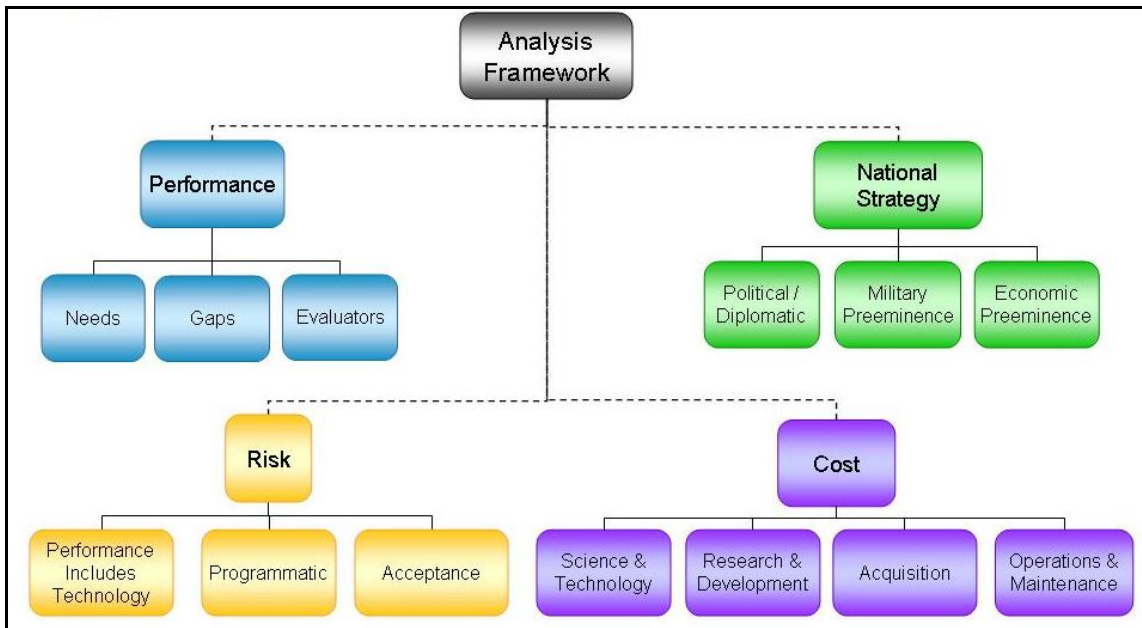 Analysis
Framework
Performance
National
Strategy
Needs
Gaps
Evaluators
Political /
Diplomatic
Military
Preeminence
Economic
Preeminence
Risk
Cost
Performance
Includes
Technology
Programmatic
Acceptance
Science &
Technology
Research &
Development
Acquisition
Operations &
Maintenance